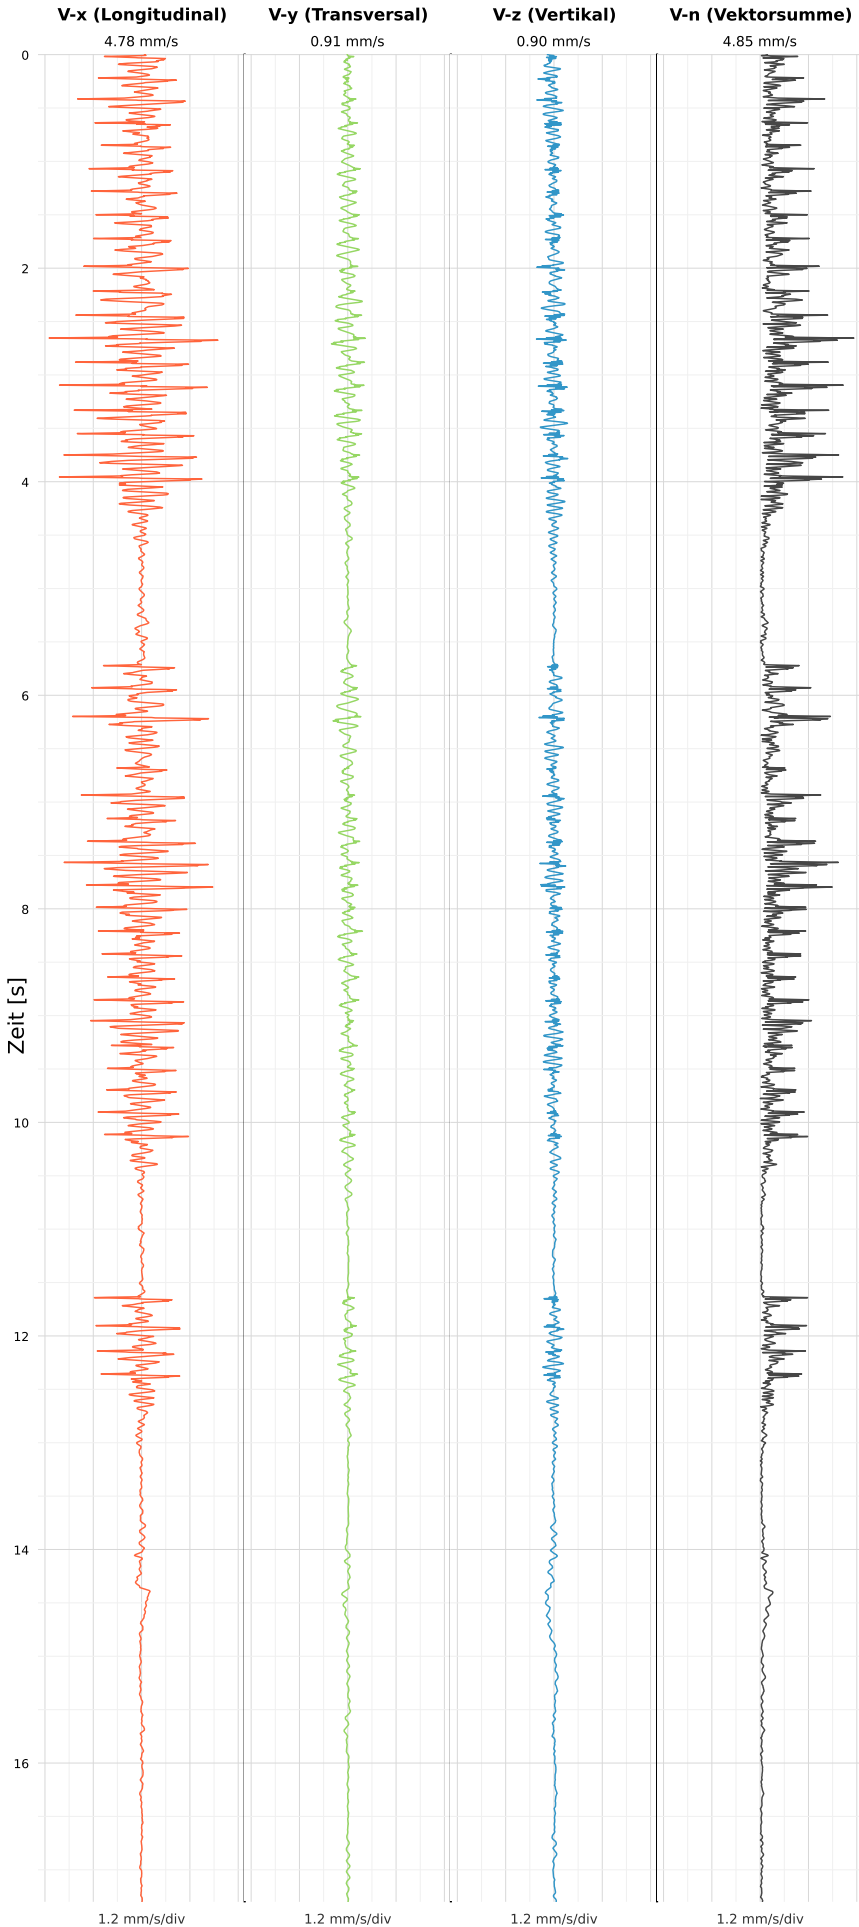 V-x (Longitudinal) V-y (Transversal) V-z (Vertikal) V-n (Vektorsumme)
4.78 mm/s 0.91 mm/s 0.90 mm/s 4.85 mm/s
0
2
4
6
8
Zeit [s]
10
12
14
16
1.2 mm/s/div 1.2 mm/s/div 1.2 mm/s/div 1.2 mm/s/div